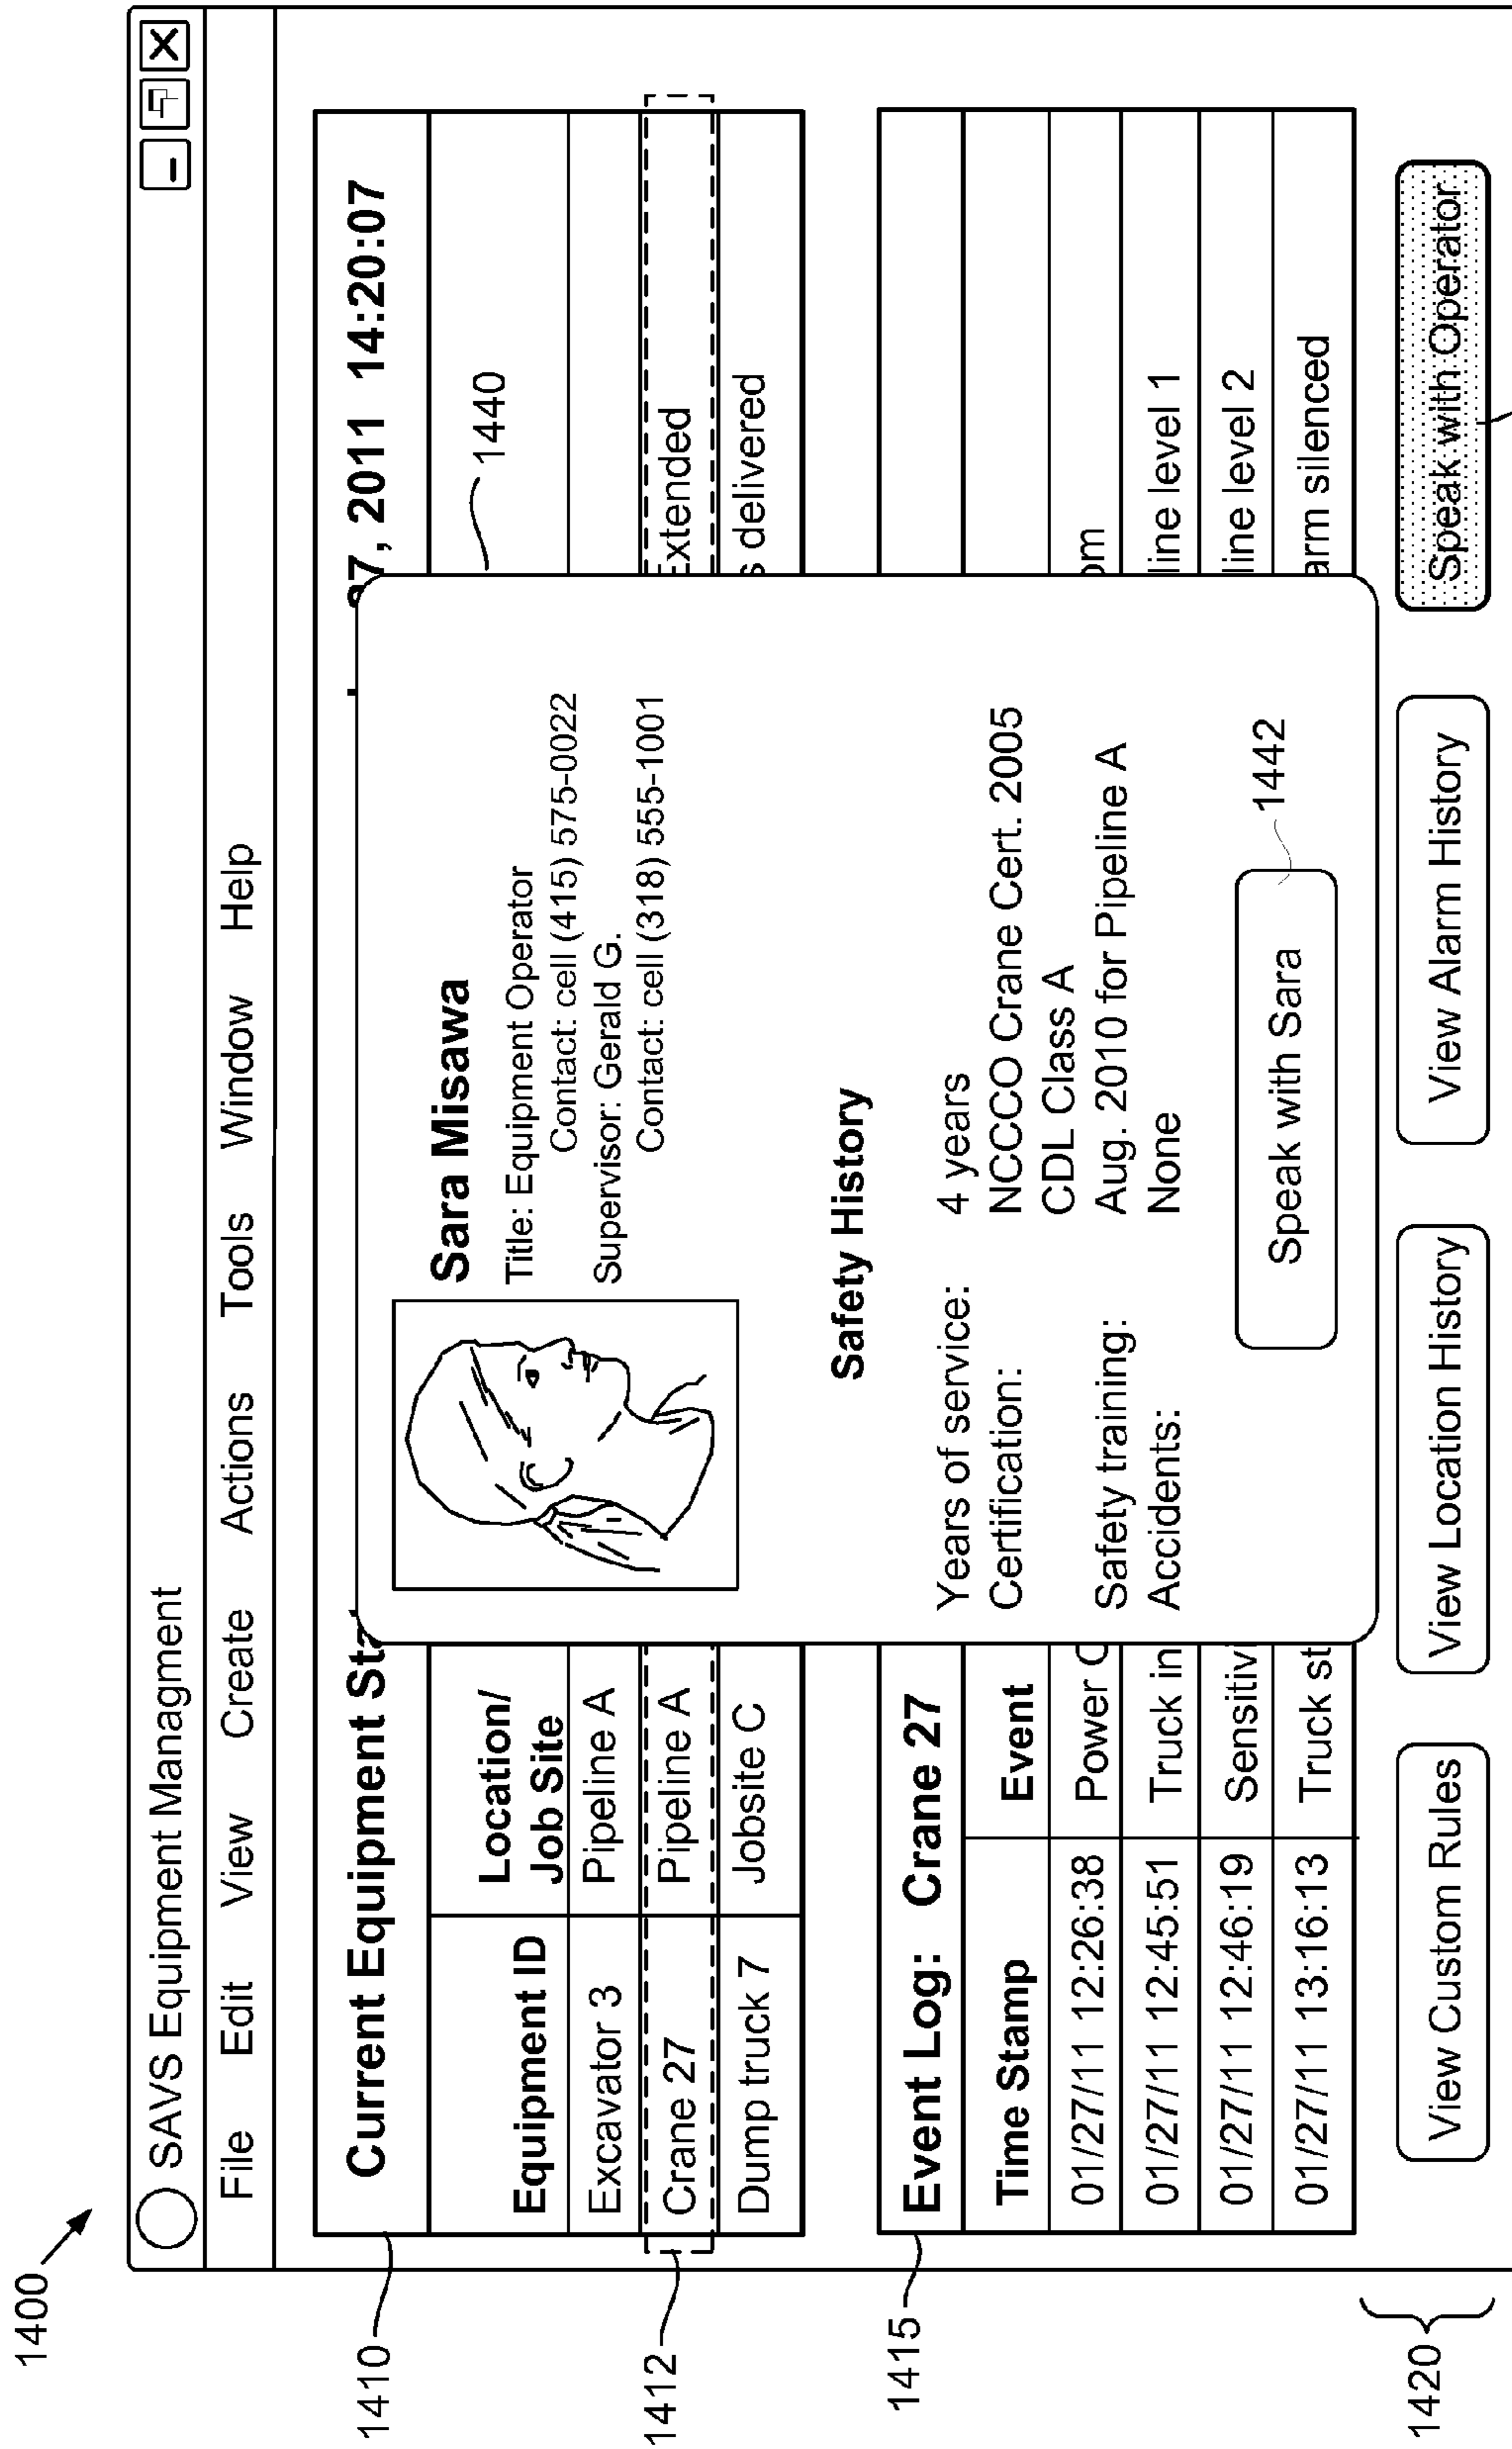 1400
SAVS Equipment Managment
File Edit View Create Actions Tools Window Help
1410
Current Equipment Sta 27, 2011 14:20:07
Equipment ID Location/
Job Site
1440
Excavator 3 Pipeline A
1412
Crane 27 Pipeline A Extended
Dump truck 7 Jobsite C s delivered
Sara Misawa
Title: Equipment Operator
Contact: cell (415) 575-0022
Supervisor: Gerald G.
Contact: cell (318) 555-1001
Safety History
Years of service: 4 years
Certification: NCCCO Crane Cert. 2005
CDL Class A
Safety training: Aug. 2010 for Pipeline A
Accidents: None
Speak with Sara
1442
1415
Event Log: Crane 27
Time Stamp Event
01/27/11 12:26:38 Power O om
01/27/11 12:45:51 Truck in line level 1
01/27/11 12:46:19 Sensitiv line level 2
01/27/11 13:16:13 Truck st arm silenced
1420
View Custom Rules View Location History View Alarm History Speak with Operator